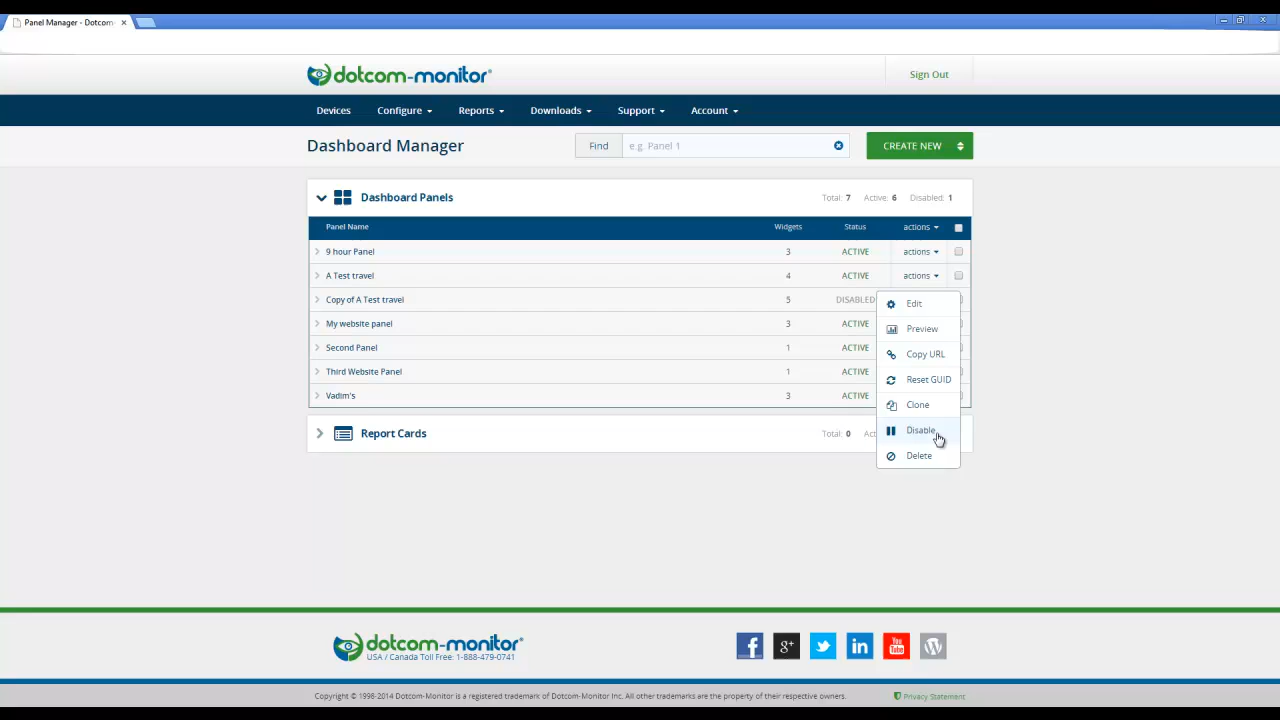 Panel Manager - Dotcom-
dotcom-monitor®
Sign Out
Devices Configure Reports Downloads Support Account
Dashboard Manager
Find e.g. Panel 1 CREATE NEW
Dashboard Panels Total: 7 Active: 6 Disabled: 1
Panel Name Widgets Status actions
9 hour Panel 3 ACTIVE actions
A Test travel 4 ACTIVE actions
Copy of A Test travel 5 DISABLED
My website panel 3 ACTIVE
Second Panel 1 ACTIVE
Third Website Panel 1 ACTIVE
Vadim's 3 ACTIVE
Edit
Preview
Copy URL
Reset GUID
Clone
Disable
Delete
Report Cards Total: 0
dotcom-monitor®
USA / Canada Toll Free: 1-888-479-0741
f g+ in You Tube W
Copyright © 1998-2014 Dotcom-Monitor is a registered trademark of Dotcom-Monitor Inc. All other trademarks are the property of their respective owners. Privacy Statement